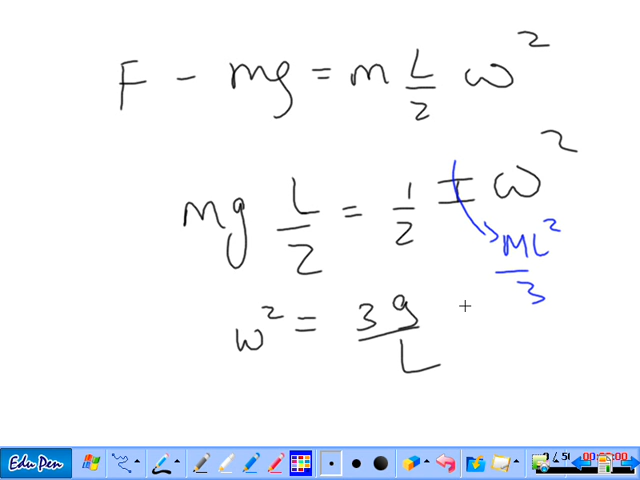 F - mg = m L/2 ω²
mg L/2 = 1/2 I ω²
ML²/3
ω² = 3g/L
Edu Pen